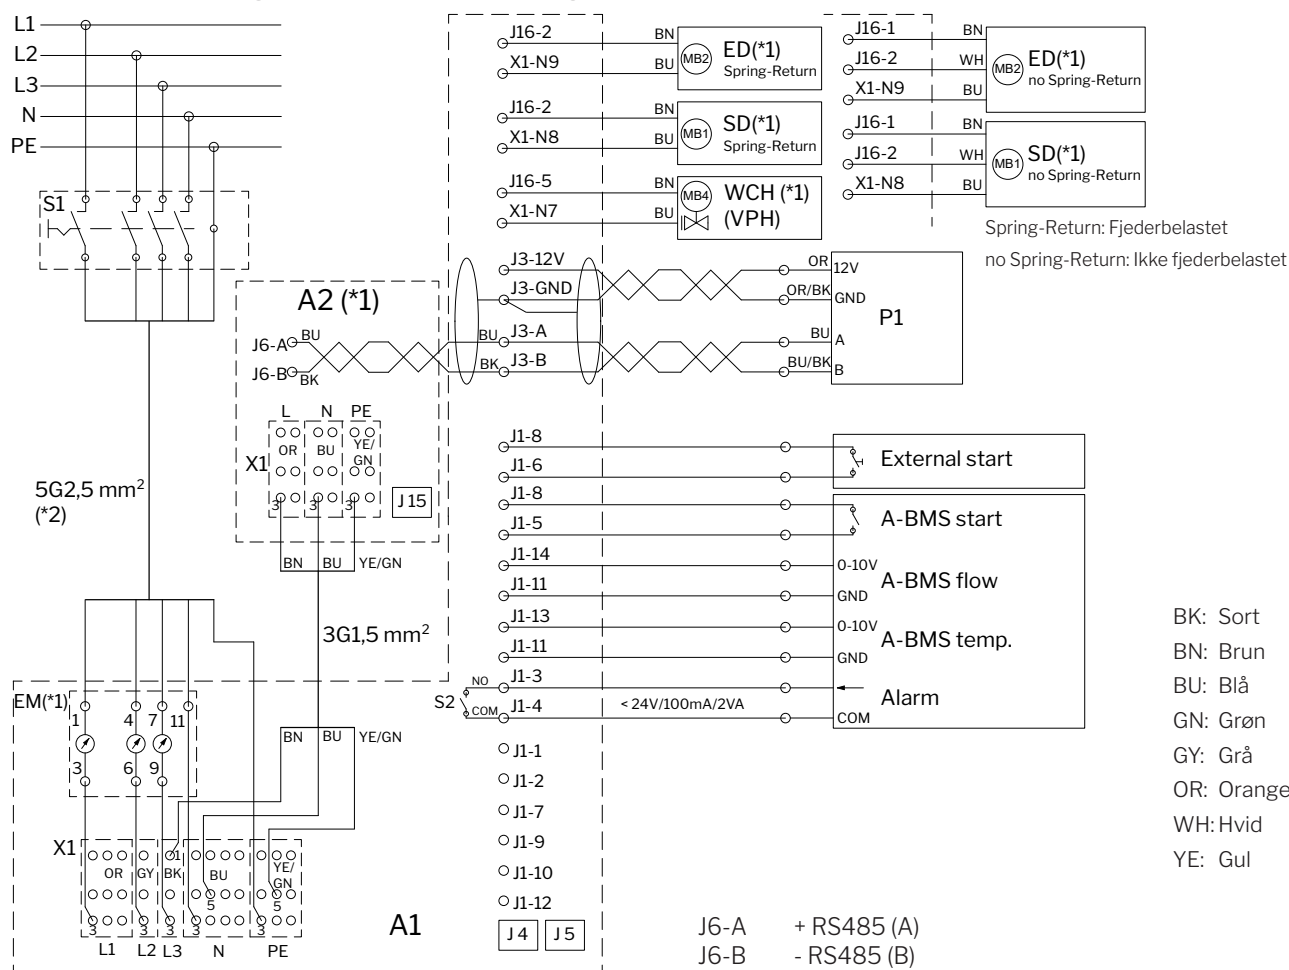 L1
L2
L3
N
PE
S1
J16-2 BN MB2 ED(*1)
X1-N9 BU Spring-Return
J16-2 BN MB1 SD(*1)
X1-N8 BU Spring-Return
J16-5 BN MB4 WCH (*1)
X1-N7 BU (VPH)
J16-1 BN
J16-2 WH MB2 ED(*1)
no Spring-Return
X1-N9 BU
J16-1 BN
J16-2 WH MB1 SD(*1)
no Spring-Return
X1-N8 BU
Spring-Return: Fjederbelastet
no Spring-Return: Ikke fjederbelastet
J3-12V OR 12V
J3-GND OR/BK GND
P1
BU J3-A BU A
BK J3-B BU/BK B
A2 (*1)
J6-A BU
J6-B BK
L N PE
X1 OR BU YE/
GN
3 3 3
J 15
BN BU YE/GN
5G2,5 mm²
(*2)
3G1,5 mm²
J1-8
External start
J1-6
J1-8
A-BMS start
J1-5
J1-14 0-10V
A-BMS flow
J1-11 GND
J1-13 0-10V
A-BMS temp.
J1-11 GND
NO J1-3
S2 Alarm
COM J1-4 < 24V/100mA/2VA COM
J1-1
J1-2
J1-7
J1-9
J1-10
J1-12
J 4 J 5
EM(*1)
1 4 7 11
3 6 9
BN BU YE/GN
X1 1
OR GY BK BU YE/
GN
5 5
3 3 3 3 3
L1 L2 L3 N PE
A1
J6-A + RS485 (A)
J6-B - RS485 (B)
BK: Sort
BN: Brun
BU: Blå
GN: Grøn
GY: Grå
OR: Orange
WH: Hvid
YE: Gul